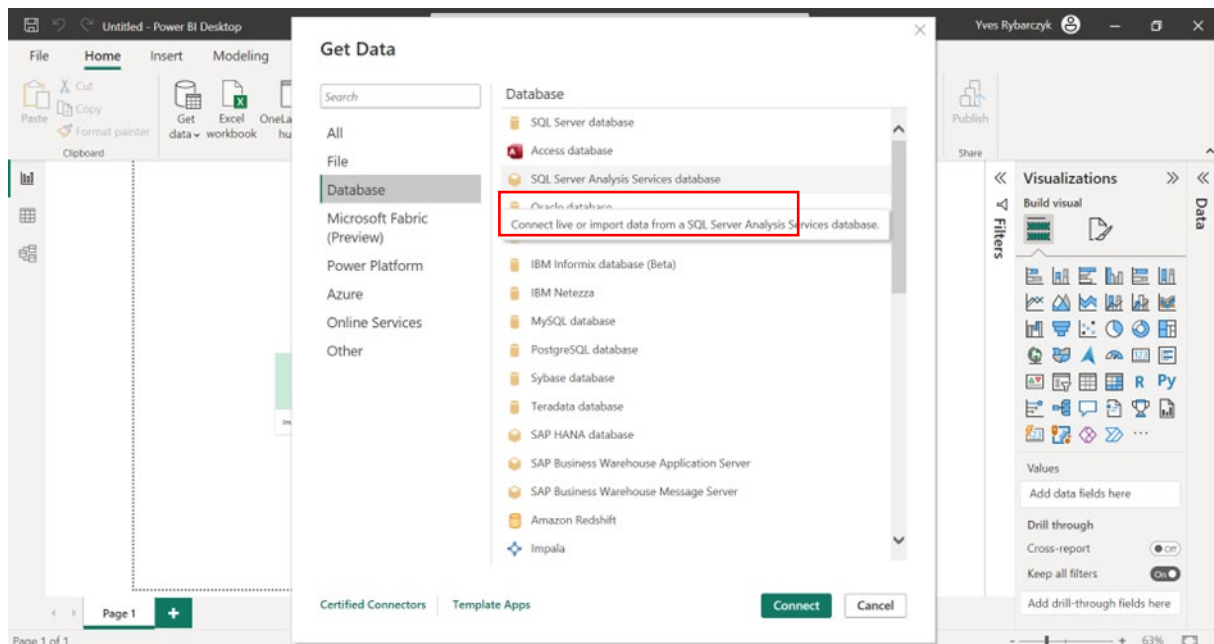 Untitled - Power BI Desktop
Yves Rybarczyk
File Home Insert Modeling
Paste
Cut
Copy
Format painter
Clipboard
Get data
Excel workbook
Publish
Share
Get Data
Search
All
File
Database
Microsoft Fabric
(Preview)
Power Platform
Azure
Online Services
Other
Database
SQL Server database
Access database
SQL Server Analysis Services database
Oracle database
Connect live or import data from a SQL Server Analysis Services database.
IBM Informix database (Beta)
IBM Netezza
MySQL database
PostgreSQL database
Sybase database
Teradata database
SAP HANA database
SAP Business Warehouse Application Server
SAP Business Warehouse Message Server
Amazon Redshift
Impala
Certified Connectors Template Apps
Connect Cancel
Filters
Visualizations
Build visual
123
R Py
Values
Add data fields here
Drill through
Cross-report Off
Keep all filters On
Add drill-through fields here
Data
Page 1 +
Page 1 of 1
- + 63%